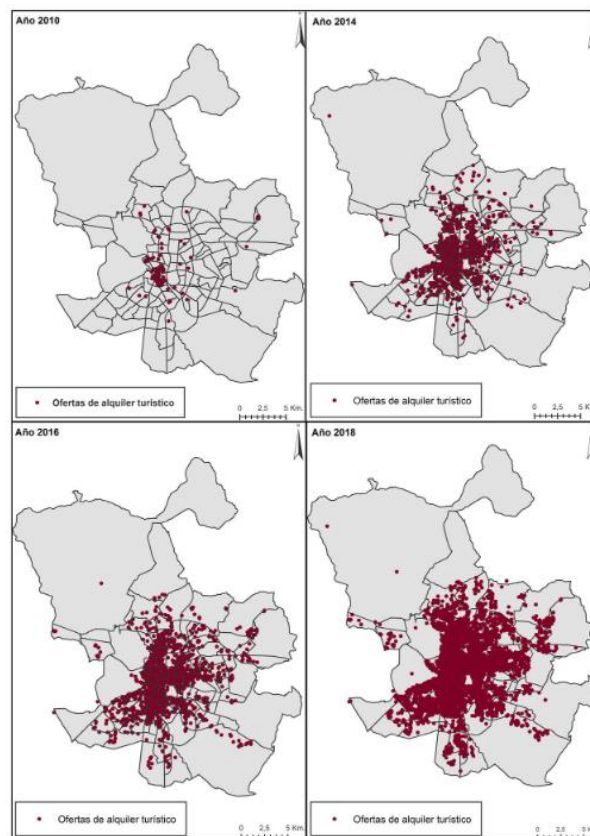 Año 2010
Ofertas de alquiler turístico
0 2,5 5 Km.
Año 2014
Ofertas de alquiler turístico
0 2,5 5 K
Año 2016
Ofertas de alquiler turístico
0 2,5 5 Km.
Año 2018
Ofertas de alquiler turístico
0 2,5 5 K